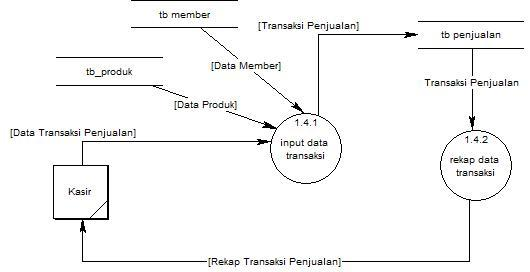 tb member
[Transaksi Penjualan]
tb penjualan
[Data Member]
tb_produk
Transaksi Penjualan
[Data Produk]
1.4.1
input data
transaksi
[Data Transaksi Penjualan]
1.4.2
rekap data
transaksi
Kasir
[Rekap Transaksi Penjualan]